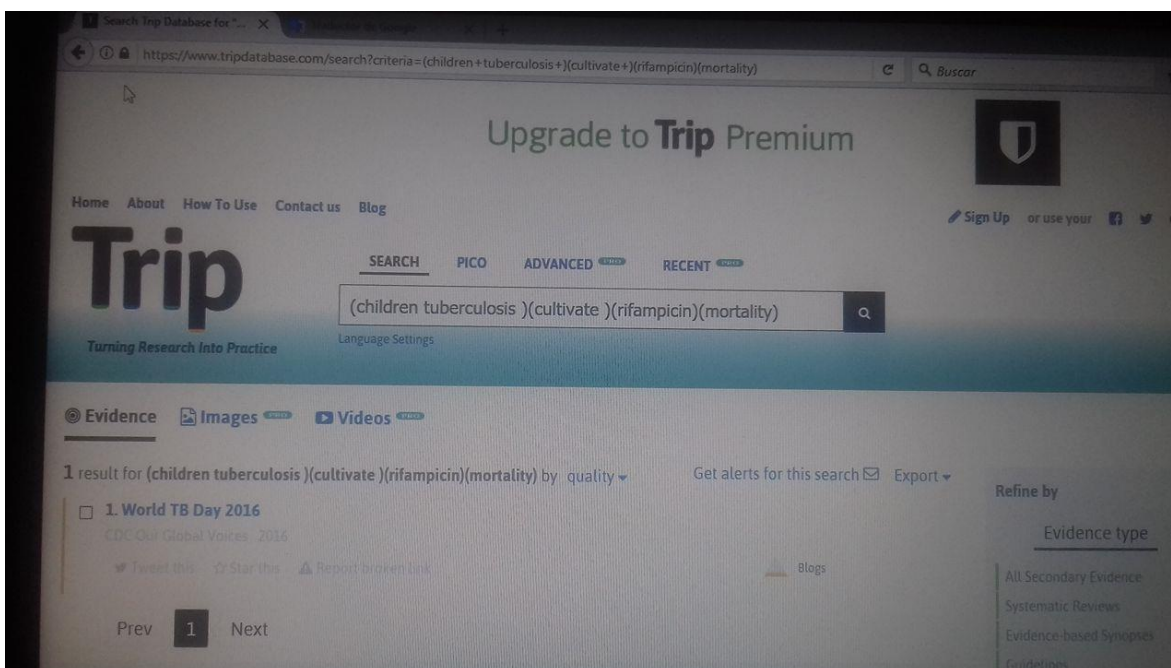 Search Trip Database for "...
https://www.tripdatabase.com/search?criteria=(children+tuberculosis+)(cultivate+)(rifampicin)(mortality)
Buscar
Upgrade to Trip Premium
Home About How To Use Contact us Blog
Sign Up or use your
Trip
Turning Research Into Practice
SEARCH PICO ADVANCED PRO RECENT PRO
(children tuberculosis )(cultivate )(rifampicin)(mortality)
Language Settings
Evidence Images PRO Videos PRO
1 result for (children tuberculosis )(cultivate )(rifampicin)(mortality) by quality
Get alerts for this search Export
Refine by
1. World TB Day 2016
CDC Our Global Voices 2016
Tweet this Star this Report broken link
Blogs
Evidence type
All Secondary Evidence
Systematic Reviews
Evidence-based Synopses
Prev 1 Next